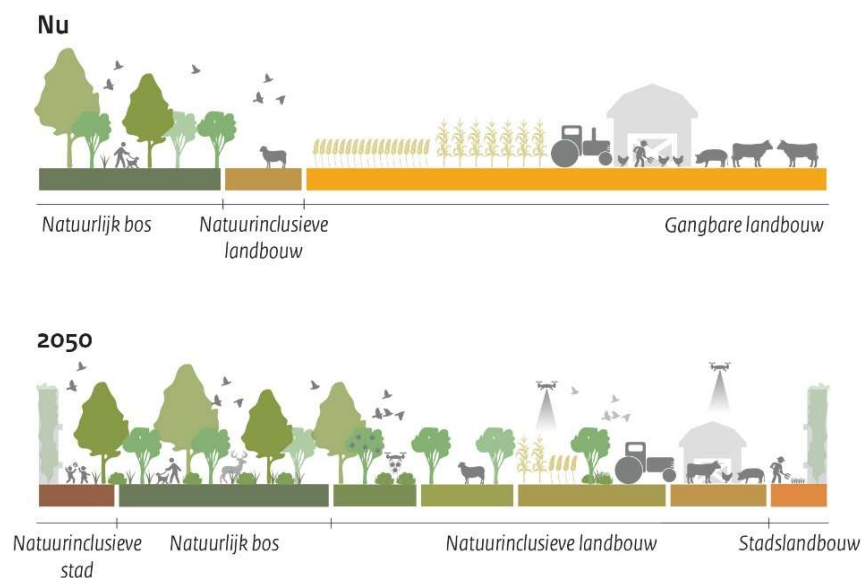 Nu
Natuurlijk bos
Natuurinclusieve
landbouw
Gangbare landbouw
2050
Natuurinclusieve
stad
Natuurlijk bos
Natuurinclusieve landbouw
Stadslandbouw